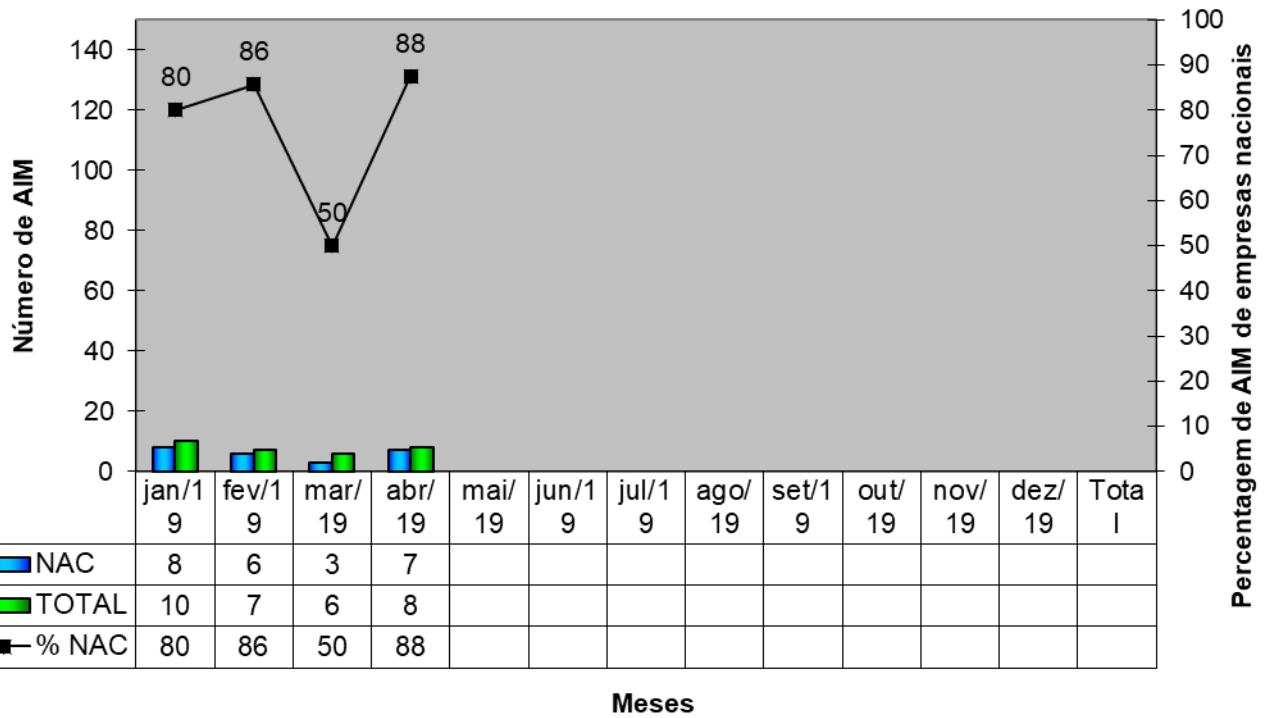 100
140
90
120
80
100
70
60
80
50
60
40
40
30
20
20
10
0
0
80
86
50
88
Número de AIM
Percentagem de AIM de empresas nacionais
jan/1 fev/1 mar/ abr/ mai/ jun/1 jul/1 ago/ set/1 out/ nov/ dez/ Tota
9 9 19 19 19 9 9 19 9 19 19 19 l
NAC 8 6 3 7
TOTAL 10 7 6 8
% NAC 80 86 50 88
Meses